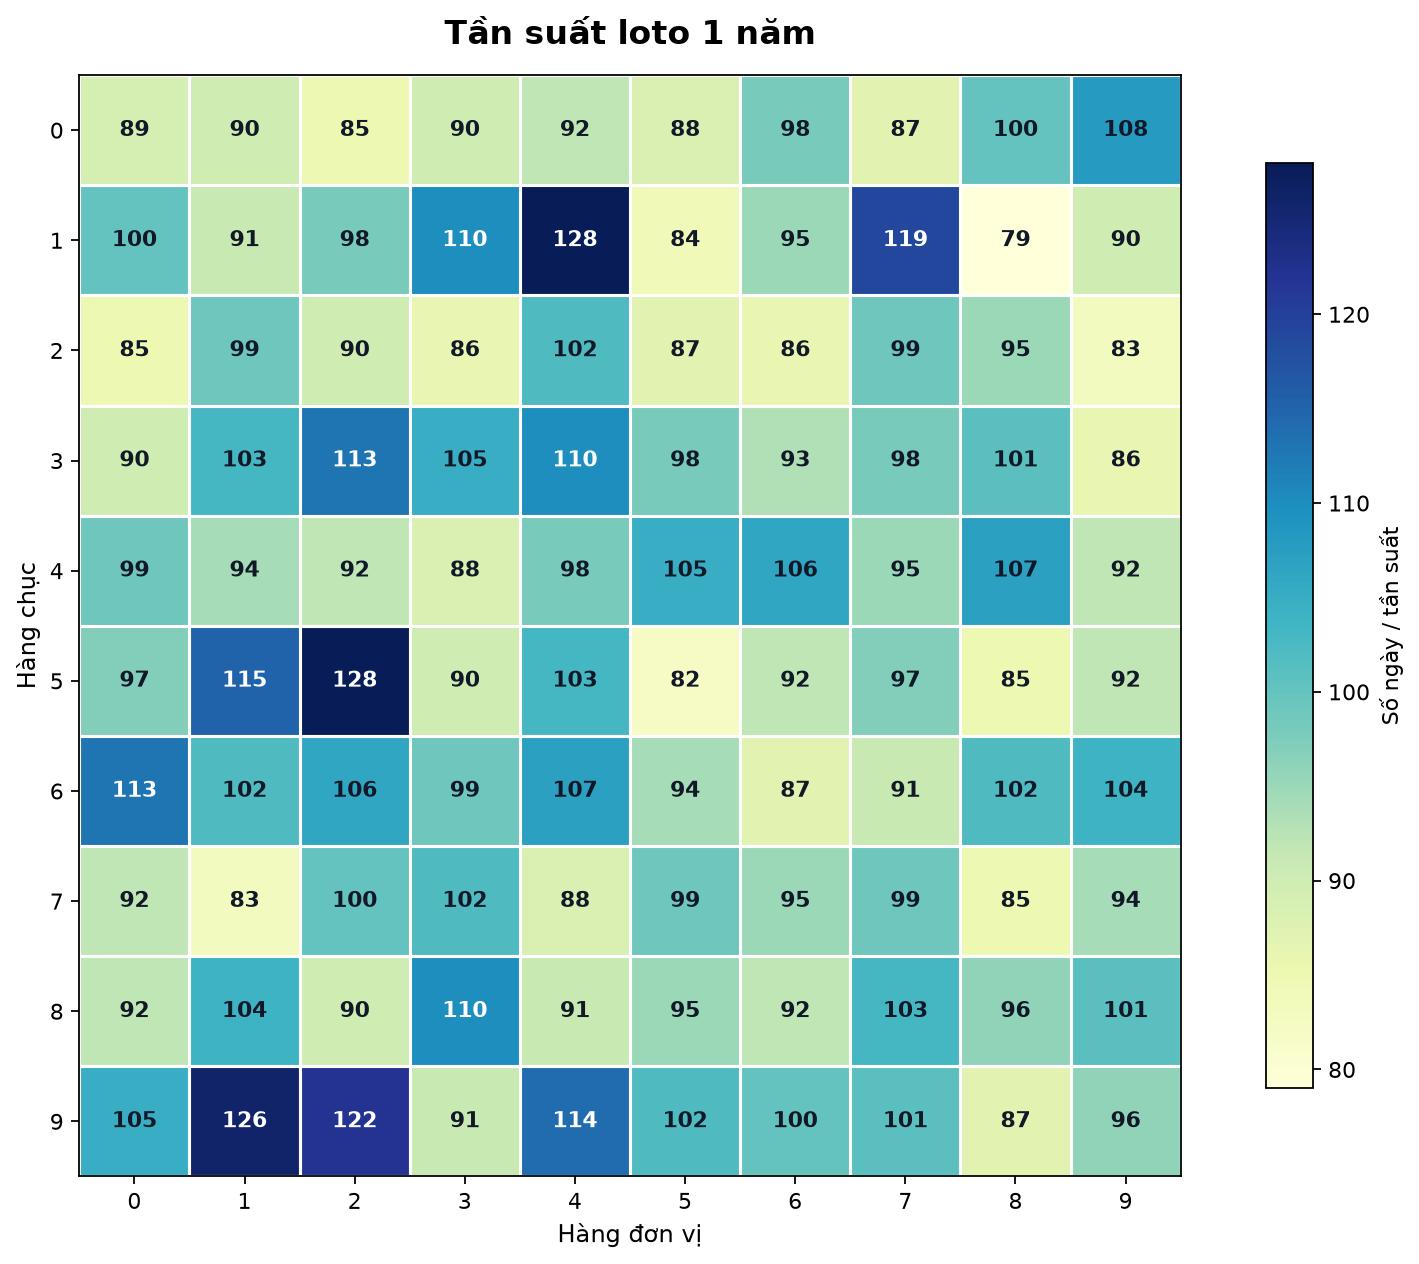 Tần suất loto 1 năm
0 89 90 85 90 92 88 98 87 100 108
1 100 91 98 110 128 84 95 119 79 90
2 85 99 90 86 102 87 86 99 95 83
3 90 103 113 105 110 98 93 98 101 86
4 99 94 92 88 98 105 106 95 107 92
5 97 115 128 90 103 82 92 97 85 92
6 113 102 106 99 107 94 87 91 102 104
7 92 83 100 102 88 99 95 99 85 94
8 92 104 90 110 91 95 92 103 96 101
9 105 126 122 91 114 102 100 101 87 96
0 1 2 3 4 5 6 7 8 9
Hàng đơn vị
Hàng chục
120
110
100
90
80
Số ngày / tần suất